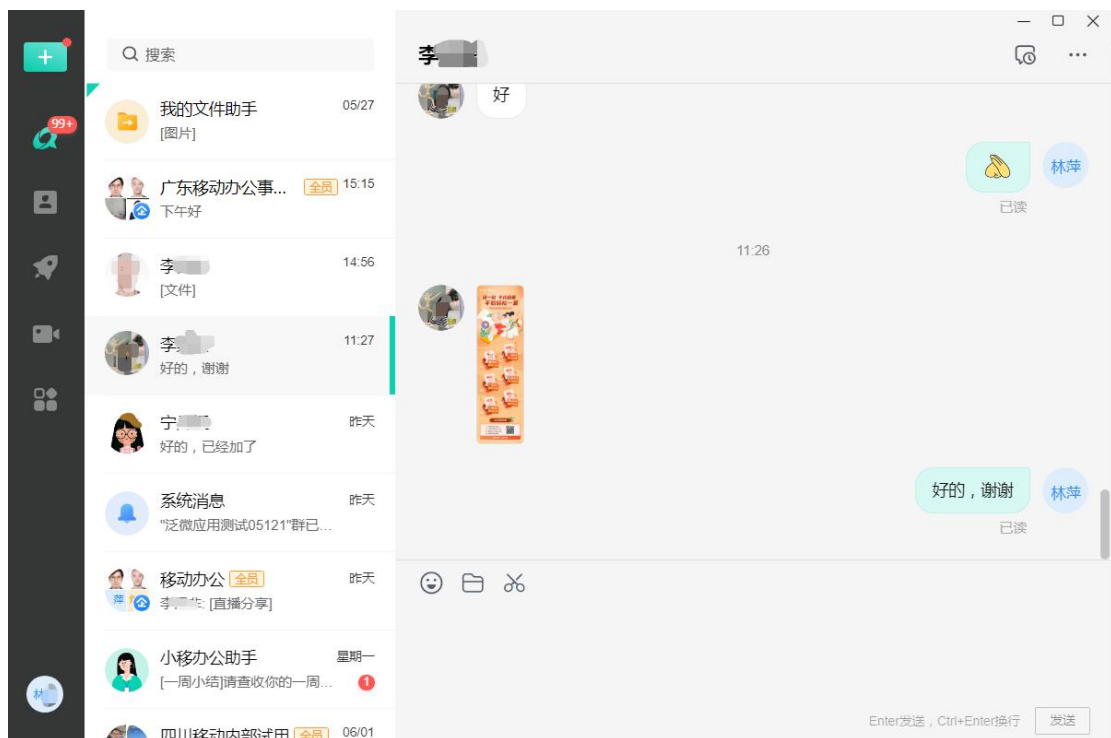 99+
林
搜索
我的文件助手 05/27
[图片]
广东移动办公事... 全员 15:15
下午好
李 14:56
[文件]
李 11:27
好的，谢谢
宁 昨天
好的，已经加了
系统消息 昨天
"泛微应用测试05121"群已...
萍
移动办公 全员 昨天
李 : [直播分享]
小移办公助手 星期一
[一周小结]请查收你的一周... 1
四川移动内部试用 全员 06/01
李
好
林萍
已读
11:26
好的，谢谢
林萍
已读
Enter发送，Ctrl+Enter换行 发送